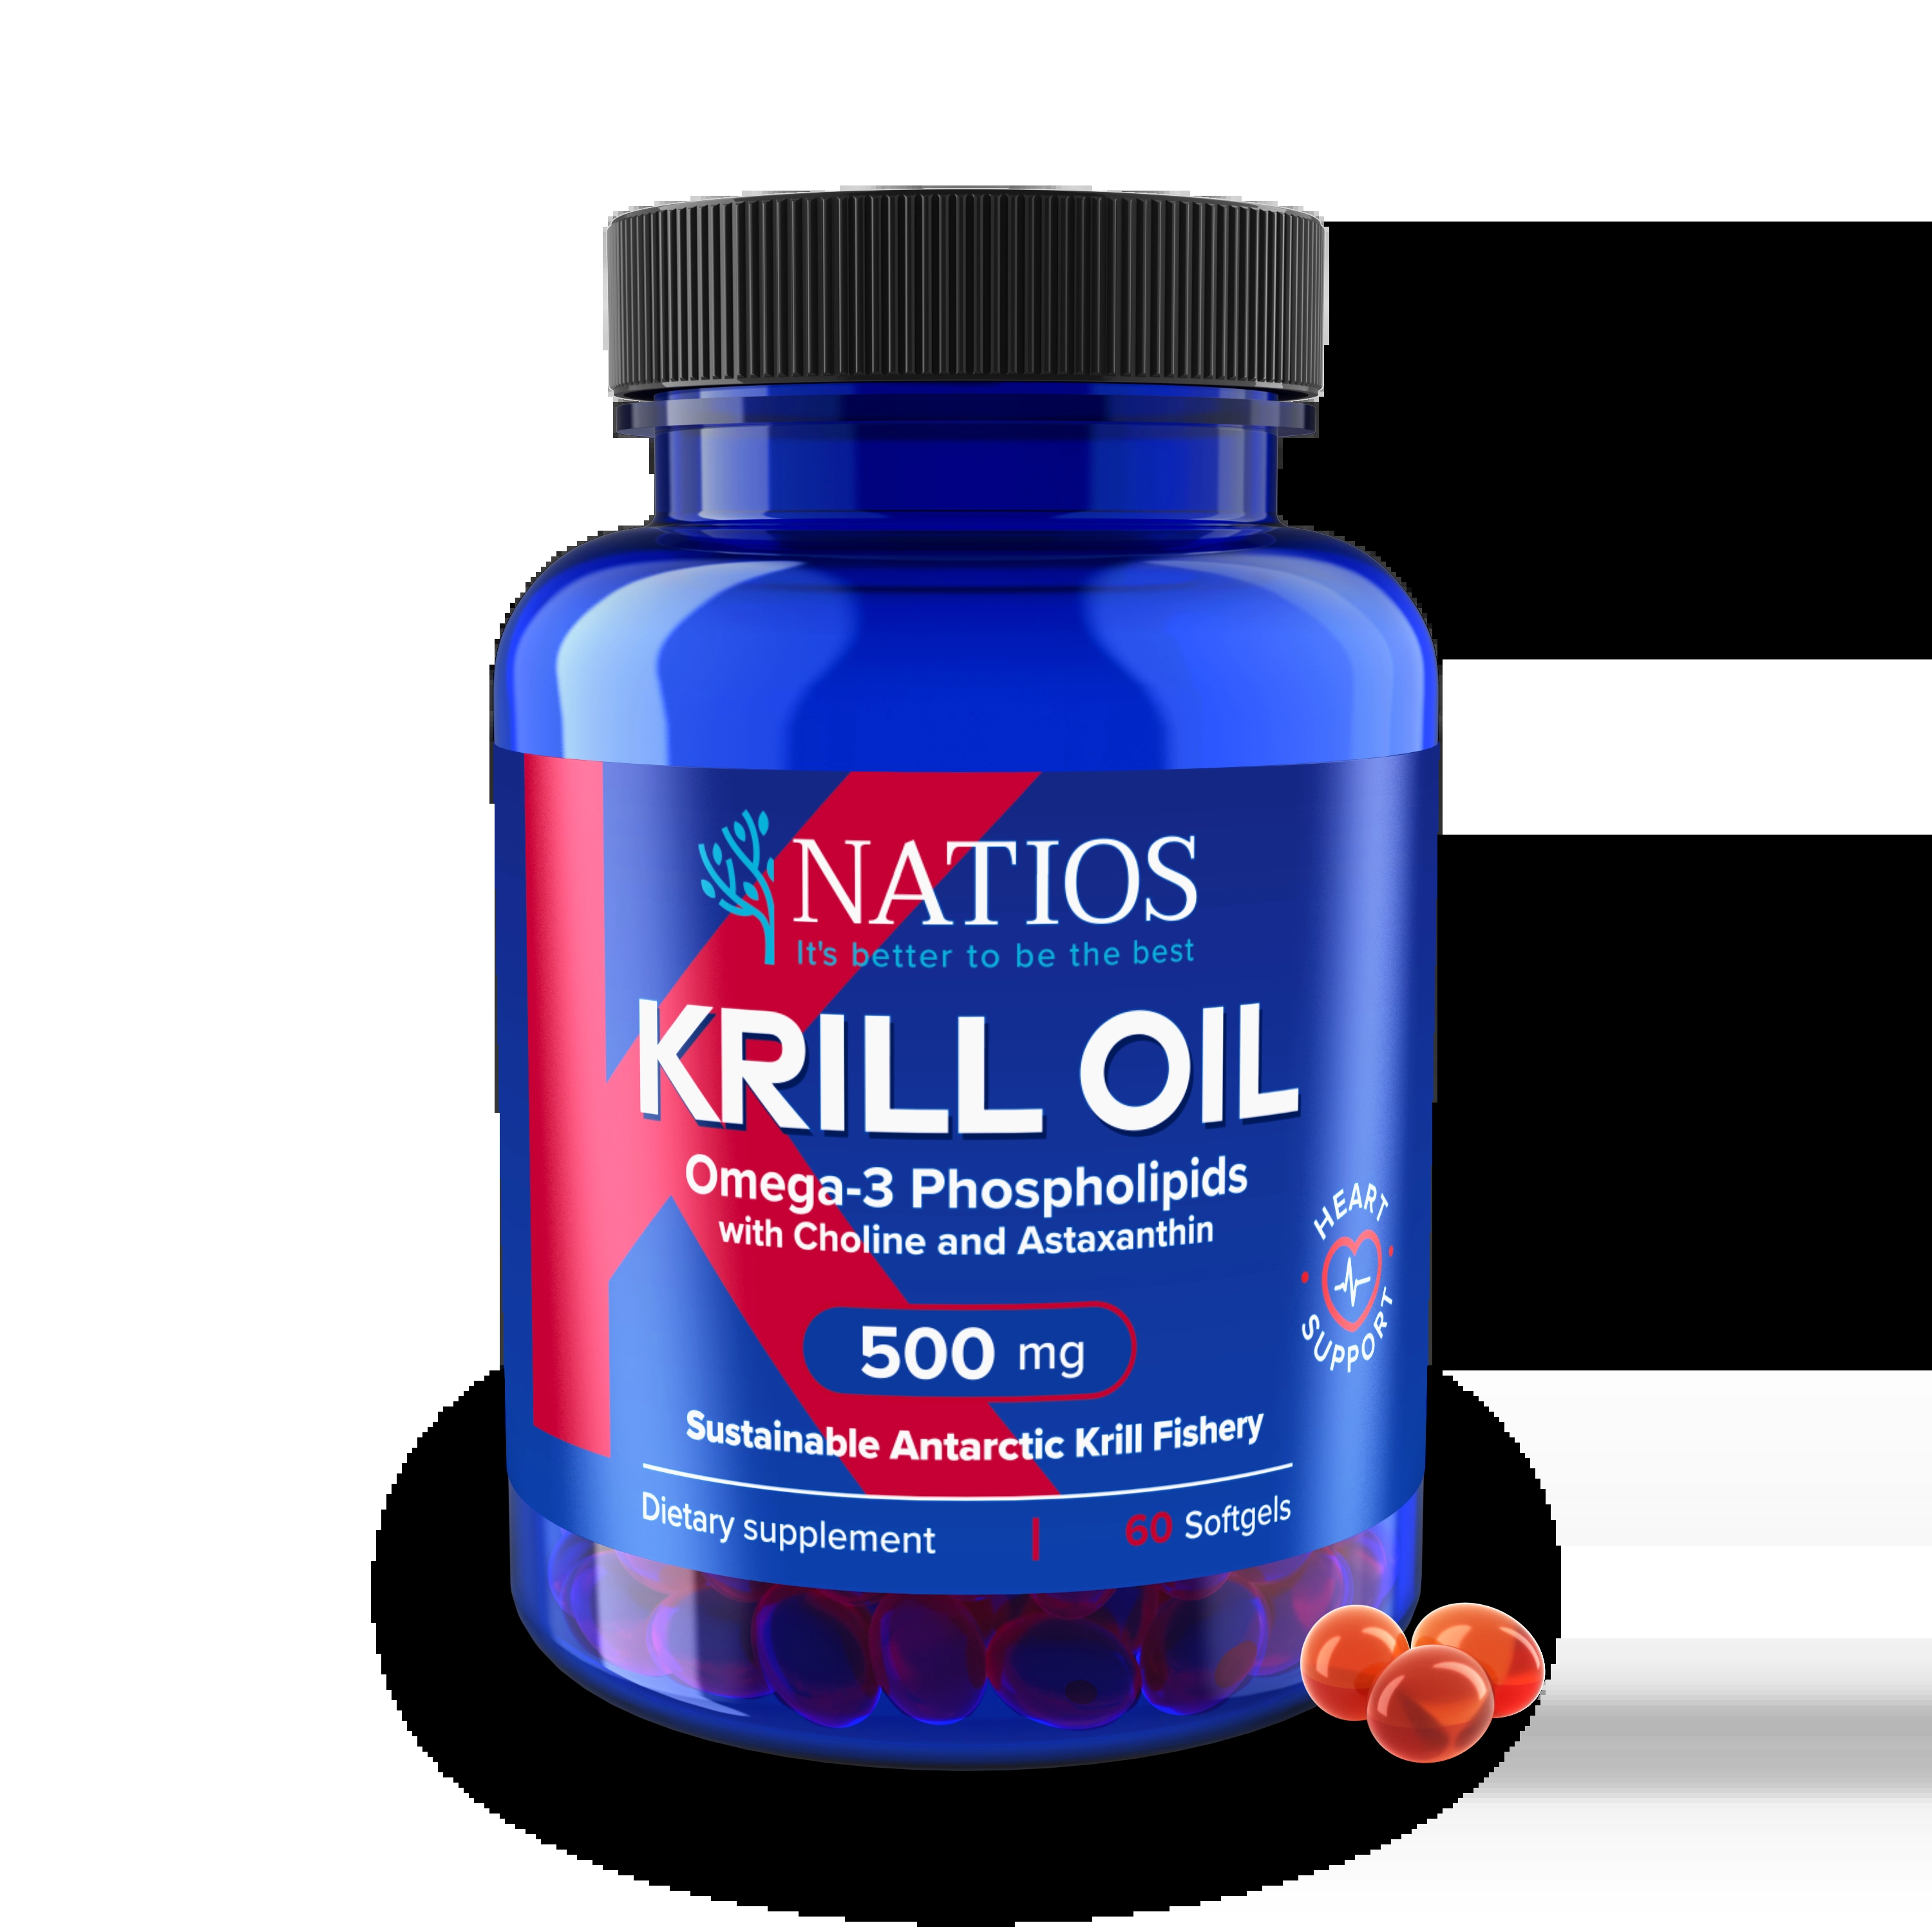 NATIOS
It's better to be the best
KRILL OIL
Omega-3 Phospholipids
with Choline and Astaxanthin
HEART
SUPPORT
500 mg
Sustainable Antarctic Krill Fishery
Dietary supplement | 60 Softgels